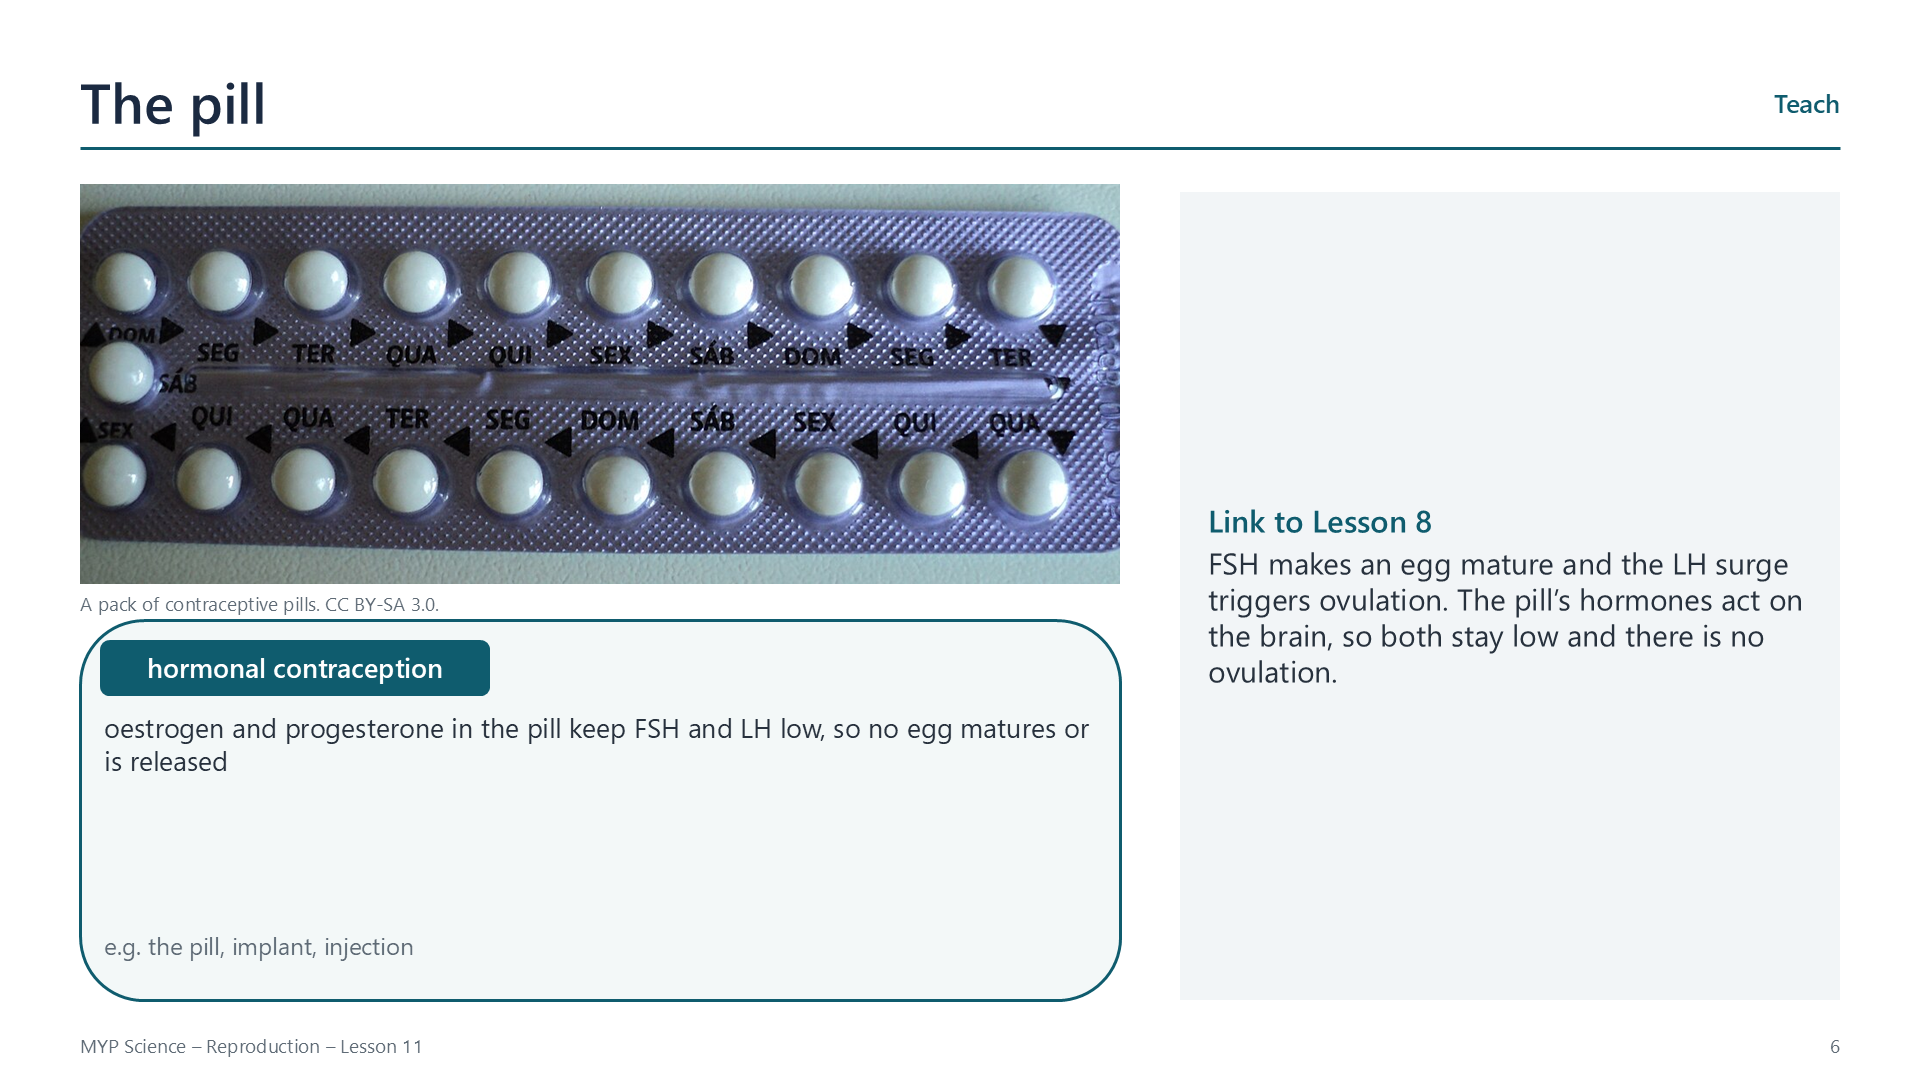 The pill
Teach
DOM
SEG TER QUA QUI SEX SÁB DOM SEG TER
SÁB
QUI QUA TER SEG DOM SÁB SEX QUI QUA
SEX
A pack of contraceptive pills. CC BY-SA 3.0.
hormonal contraception
oestrogen and progesterone in the pill keep FSH and LH low, so no egg matures or
is released
e.g. the pill, implant, injection
Link to Lesson 8
FSH makes an egg mature and the LH surge
triggers ovulation. The pill’s hormones act on
the brain, so both stay low and there is no
ovulation.
MYP Science – Reproduction – Lesson 11
6